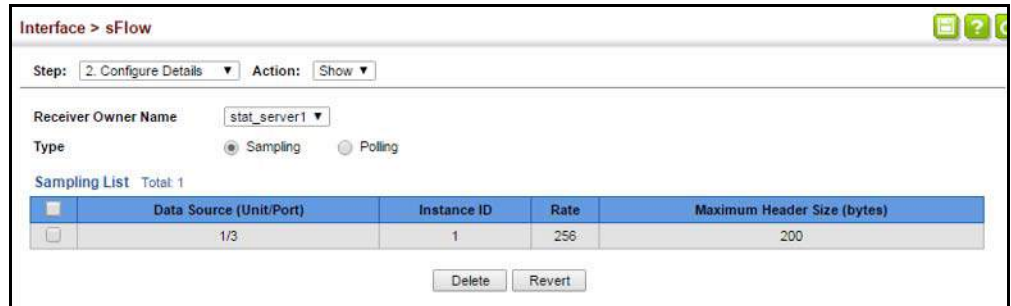 Interface > sFlow
Step: 2. Configure Details Action: Show
Receiver Owner Name stat_server1
Type Sampling Polling
Sampling List Total: 1
Data Source (Unit/Port) Instance ID Rate Maximum Header Size (bytes)
1/3 1 256 200
Delete Revert